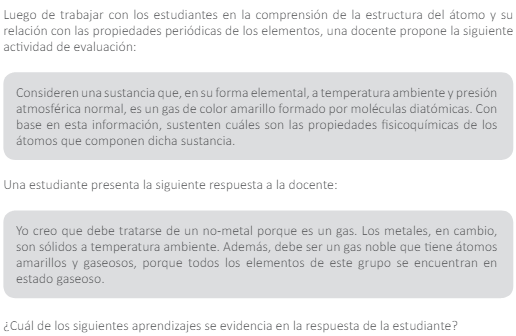 Luego de trabajar con los estudiantes en la comprensión de la estructura del átomo y su
relación con las propiedades periódicas de los elementos, una docente propone la siguiente
actividad de evaluación:
Consideren una sustancia que, en su forma elemental, a temperatura ambiente y presión
atmosférica normal, es un gas de color amarillo formado por moléculas diatómicas. Con
base en esta información, sustenten cuáles son las propiedades fisicoquímicas de los
átomos que componen dicha sustancia.
Una estudiante presenta la siguiente respuesta a la docente:
Yo creo que debe tratarse de un no-metal porque es un gas. Los metales, en cambio,
son sólidos a temperatura ambiente. Además, debe ser un gas noble que tiene átomos
amarillos y gaseosos, porque todos los elementos de este grupo se encuentran en
estado gaseoso.
¿Cuál de los siguientes aprendizajes se evidencia en la respuesta de la estudiante?